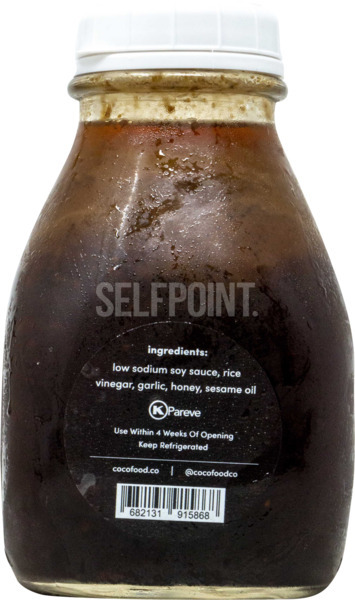 SELFPOINT.
ingredients:
low sodium soy sauce, rice
vinegar, garlic, honey, sesame oil
K Pareve
Use Within 4 Weeks Of Opening
Keep Refrigerated
cocofood.co | @cocofoodco
682131 915868